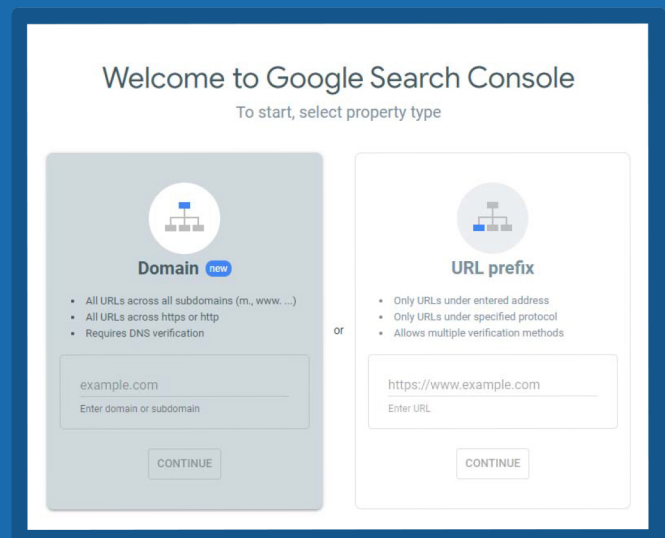 Welcome to Google Search Console
To start, select property type
Domain new
• All URLs across all subdomains (m., www. ...)
• All URLs across https or http
• Requires DNS verification
example.com
Enter domain or subdomain
CONTINUE
or
URL prefix
• Only URLs under entered address
• Only URLs under specified protocol
• Allows multiple verification methods
https://www.example.com
Enter URL
CONTINUE